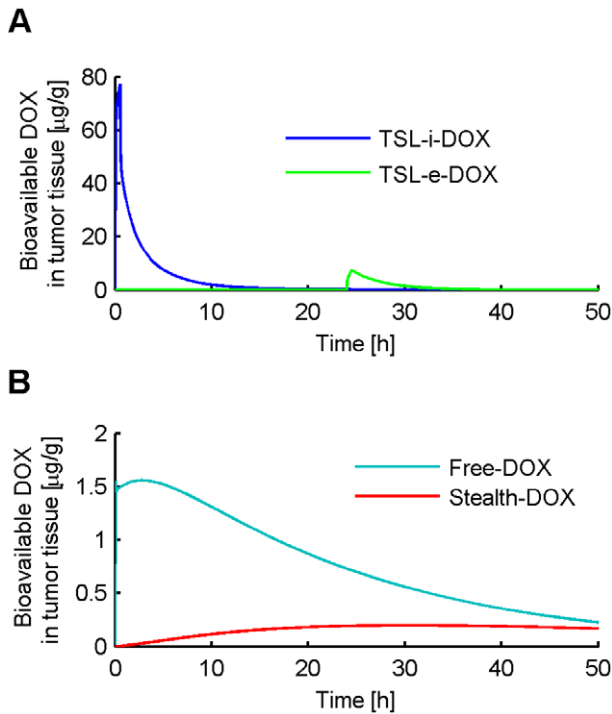 A
Bioavailable DOX
in tumor tissue [µg/g]
80
60
40
20
0
TSL-i-DOX
TSL-e-DOX
0 10 20 30 40 50
Time [h]
B
Bioavailable DOX
in tumor tissue [µg/g]
2
1.5
1
0.5
0
Free-DOX
Stealth-DOX
0 10 20 30 40 50
Time [h]